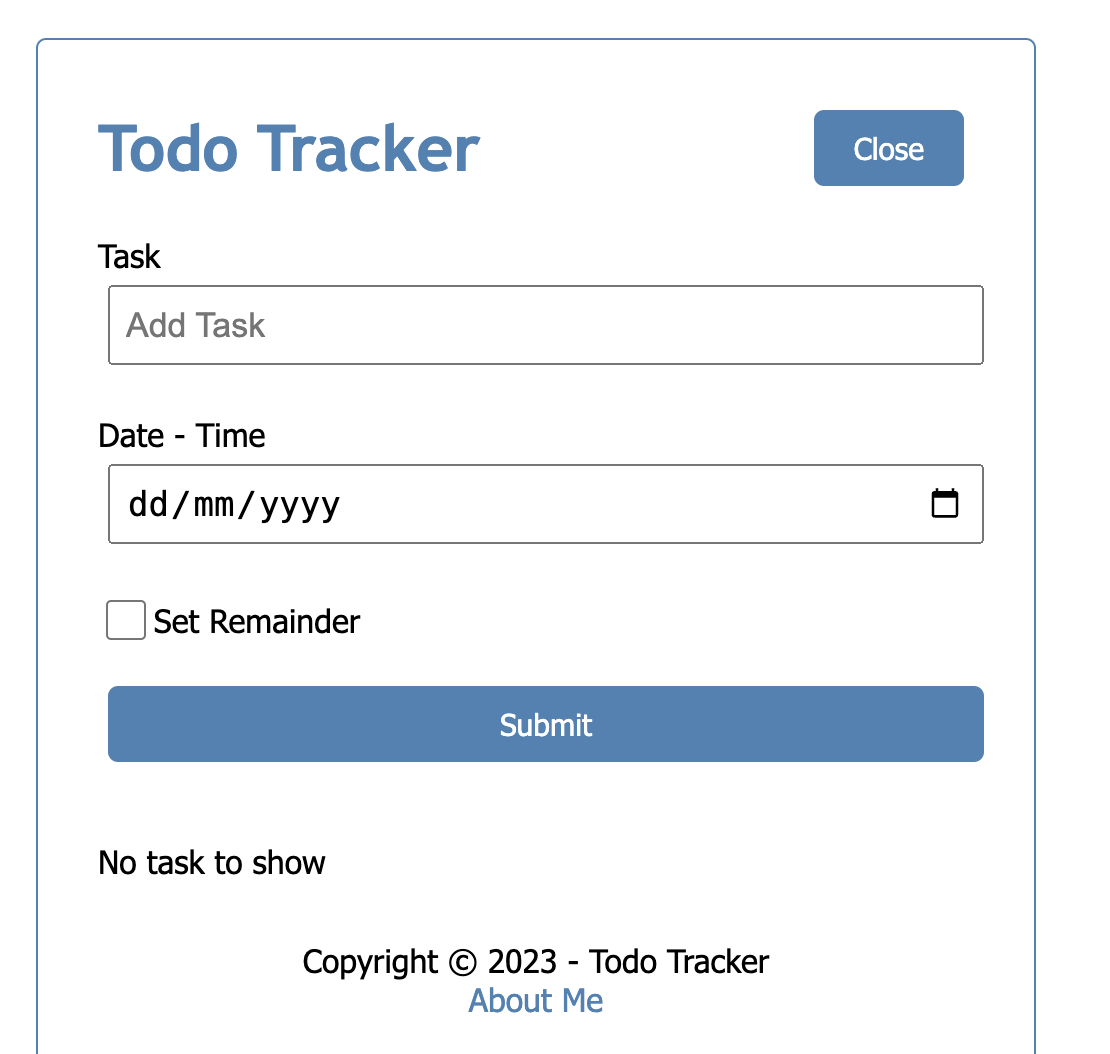 Todo Tracker
Close
Task
Add Task
Date - Time
dd/mm/yyyy
Set Remainder
Submit
No task to show
Copyright © 2023 - Todo Tracker
About Me